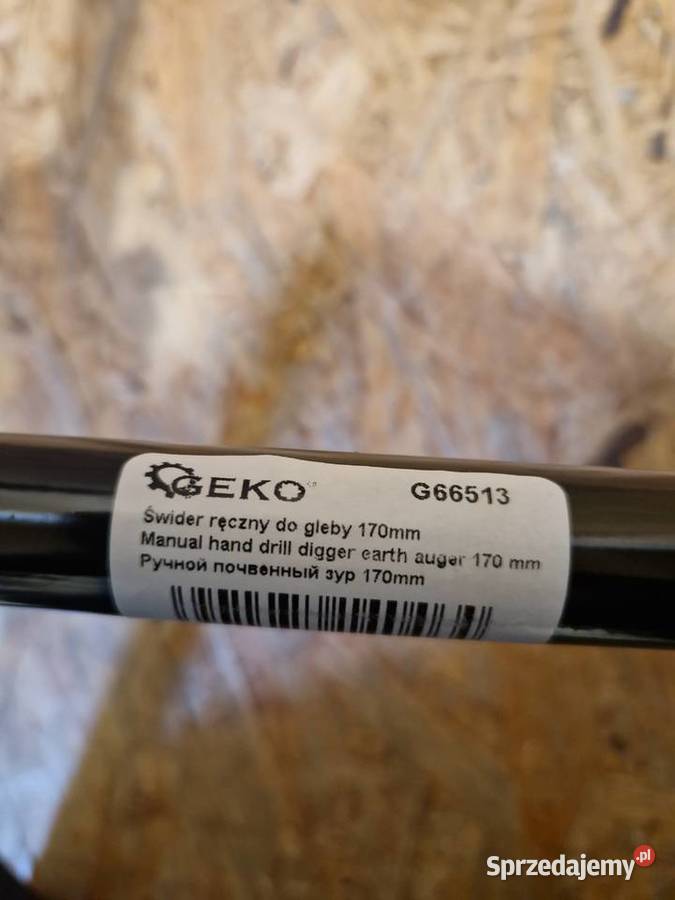 GEKO G66513
Świder ręczny do gleby 170mm
Manual hand drill digger earth auger 170 mm
Ручной почвенный зур 170mm
Sprzedajemy.pl